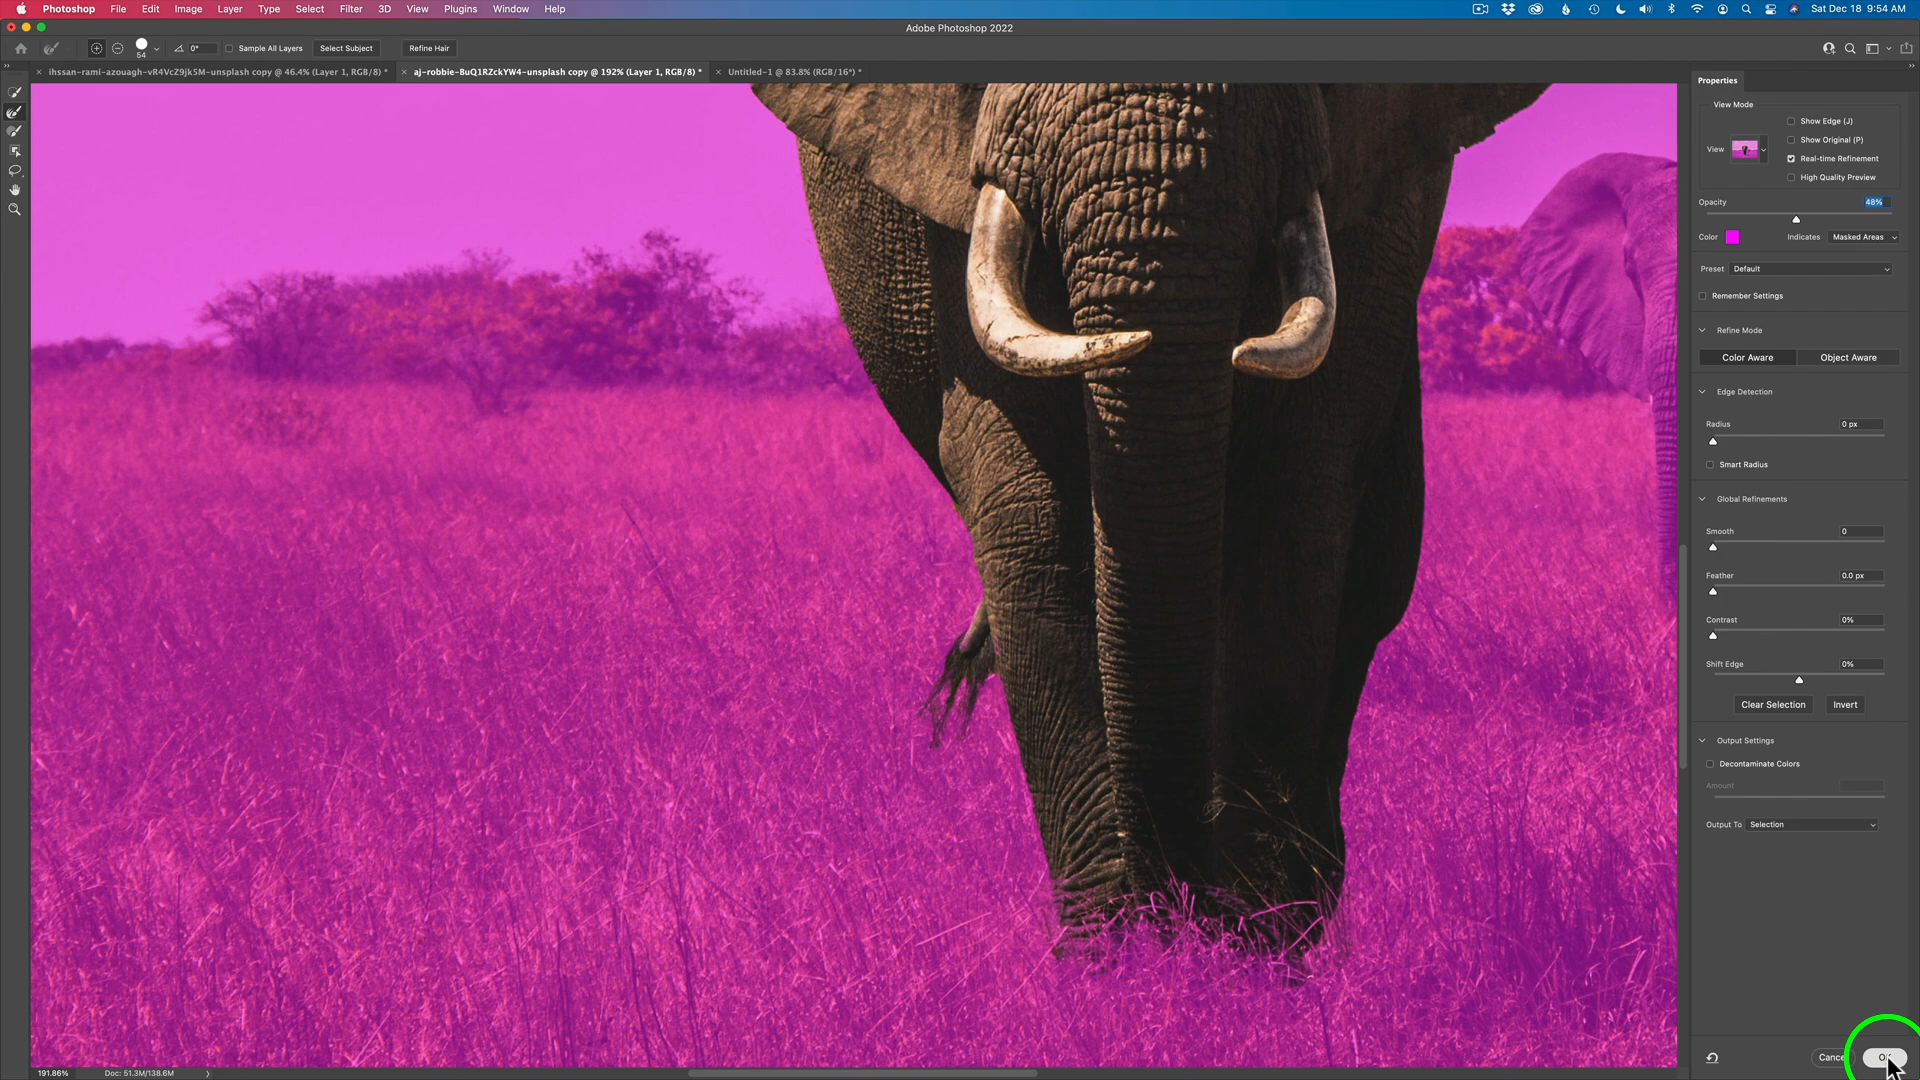 Photoshop File Edit Image Layer Type Select Filter 3D View Plugins Window Help Sat Dec 18 9:54 AM
Adobe Photoshop 2022
54 0° Sample All Layers Select Subject Refine Hair
ihssan-rami-azouagh-vR4VcZ9jk5M-unsplash copy @ 46.4% (Layer 1, RGB/8) * aj-robbie-BuQ1RZckYW4-unsplash copy @ 192% (Layer 1, RGB/8) * Untitled-1 @ 83.8% (RGB/16*) *
Properties
View Mode
Show Edge (J)
Show Original (P)
View
Real-time Refinement
High Quality Preview
Opacity 48%
Color Indicates Masked Areas
Preset Default
Remember Settings
Refine Mode
Color Aware Object Aware
Edge Detection
Radius 0 px
Smart Radius
Global Refinements
Smooth 0
Feather 0.0 px
Contrast 0%
Shift Edge 0%
Clear Selection Invert
Output Settings
Decontaminate Colors
Amount
Output To Selection
191.86% Doc: 51.3M/138.6M